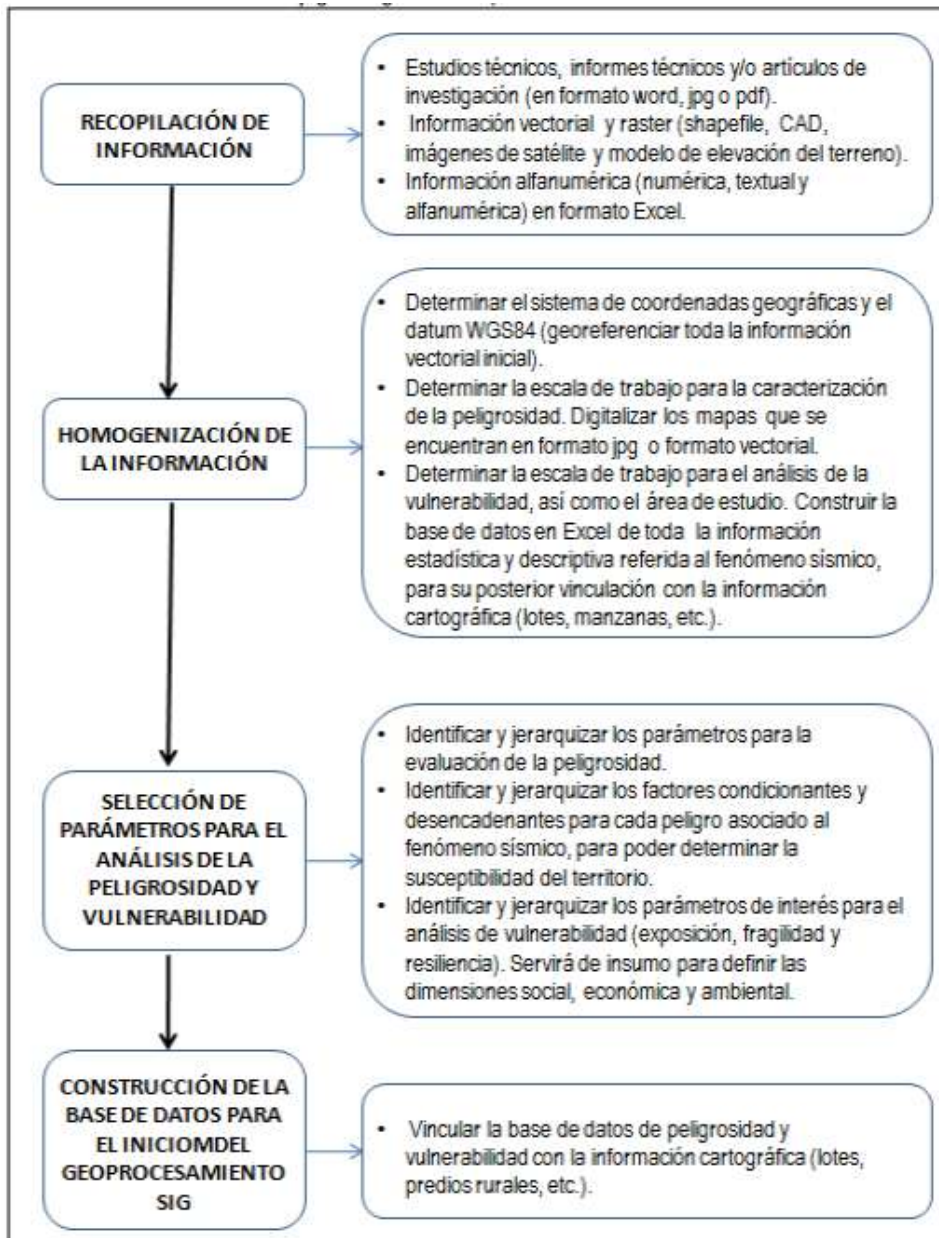 RECOPILACIÓN DE
INFORMACIÓN
• Estudios técnicos, informes técnicos y/o artículos de
investigación (en formato word, jpg o pdf).
• Información vectorial y raster (shapefile, CAD,
imágenes de satélite y modelo de elevación del terreno).
• Información alfanumérica (numérica, textual y
alfanumérica) en formato Excel.
HOMOGENIZACIÓN DE
LA INFORMACIÓN
• Determinar el sistema de coordenadas geográficas y el
datum WGS84 (georeferenciar toda la información
vectorial inicial).
• Determinar la escala de trabajo para la caracterización
de la peligrosidad. Digitalizar los mapas que se
encuentran en formato jpg o formato vectorial.
• Determinar la escala de trabajo para el análisis de la
vulnerabilidad, así como el área de estudio. Construir la
base de datos en Excel de toda la información
estadística y descriptiva referida al fenómeno sísmico,
para su posterior vinculación con la información
cartográfica (lotes, manzanas, etc.).
SELECCIÓN DE
PARÁMETROS PARA EL
ANÁLISIS DE LA
PELIGROSIDAD Y
VULNERABILIDAD
• Identificar y jerarquizar los parámetros para la
evaluación de la peligrosidad.
• Identificar y jerarquizar los factores condicionantes y
desencadenantes para cada peligro asociado al
fenómeno sísmico, para poder determinar la
susceptibilidad del territorio.
• Identificar y jerarquizar los parámetros de interés para el
análisis de vulnerabilidad (exposición, fragilidad y
resiliencia). Servirá de insumo para definir las
dimensiones social, económica y ambiental.
CONSTRUCCIÓN DE LA
BASE DE DATOS PARA
EL INICIOMDEL
GEOPROCESAMIENTO
SIG
• Vincular la base de datos de peligrosidad y
vulnerabilidad con la información cartográfica (lotes,
predios rurales, etc.).